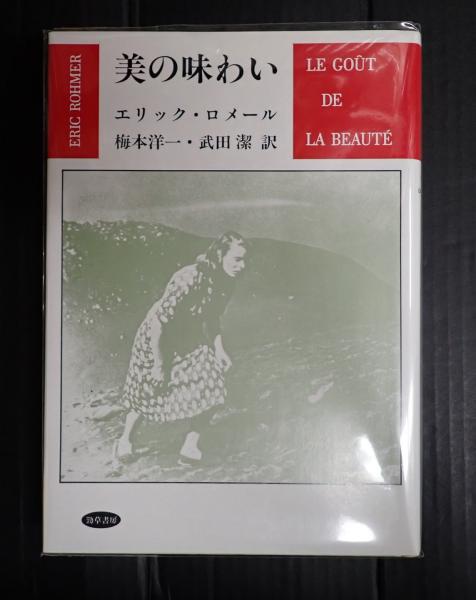 ERIC ROHMER
美の味わい
エリック・ロメール
梅本洋一・武田 潔 訳
LE GOÛT
DE
LA BEAUTÉ
勁草書房